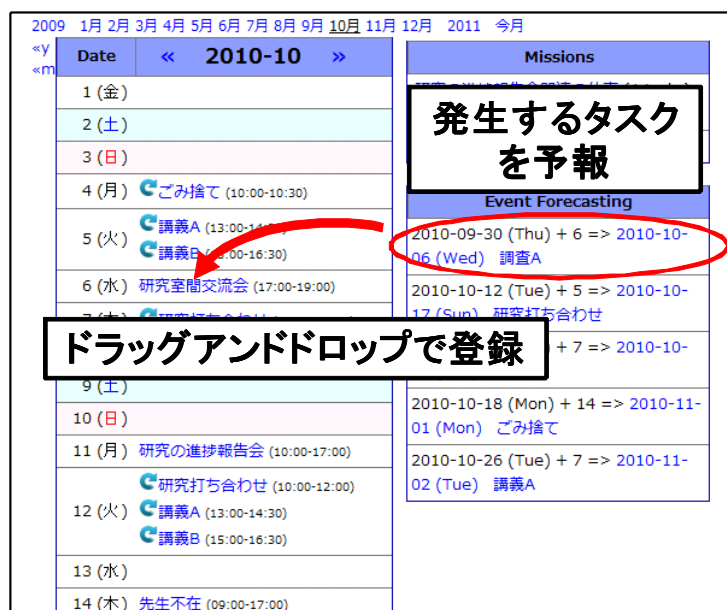 2009 1月 2月 3月 4月 5月 6月 7月 8月 9月 10月 11月 12月 2011 今月
«y
«m
Date « 2010-10 »
1 (金)
2 (土)
3 (日)
4 (月) ごみ捨て (10:00-10:30)
5 (火) 講義A (13:00-14:30)
講義B 00-16:30)
6 (水) 研究室間交流会 (17:00-19:00)
9 (土)
10 (日)
11 (月) 研究の進捗報告会 (10:00-17:00)
12 (火) 研究打ち合わせ (10:00-12:00)
講義A (13:00-14:30)
講義B (15:00-16:30)
13 (水)
14 (木) 先生不在 (09:00-17:00)
ドラッグアンドドロップで登録
Missions
発生するタスク
を予報
Event Forecasting
2010-09-30 (Thu) + 6 => 2010-10-
06 (Wed) 調査A
2010-10-12 (Tue) + 5 => 2010-10-
17 (Sun) 研究打ち合わせ
) + 7 => 2010-10-
2010-10-18 (Mon) + 14 => 2010-11-
01 (Mon) ごみ捨て
2010-10-26 (Tue) + 7 => 2010-11-
02 (Tue) 講義A